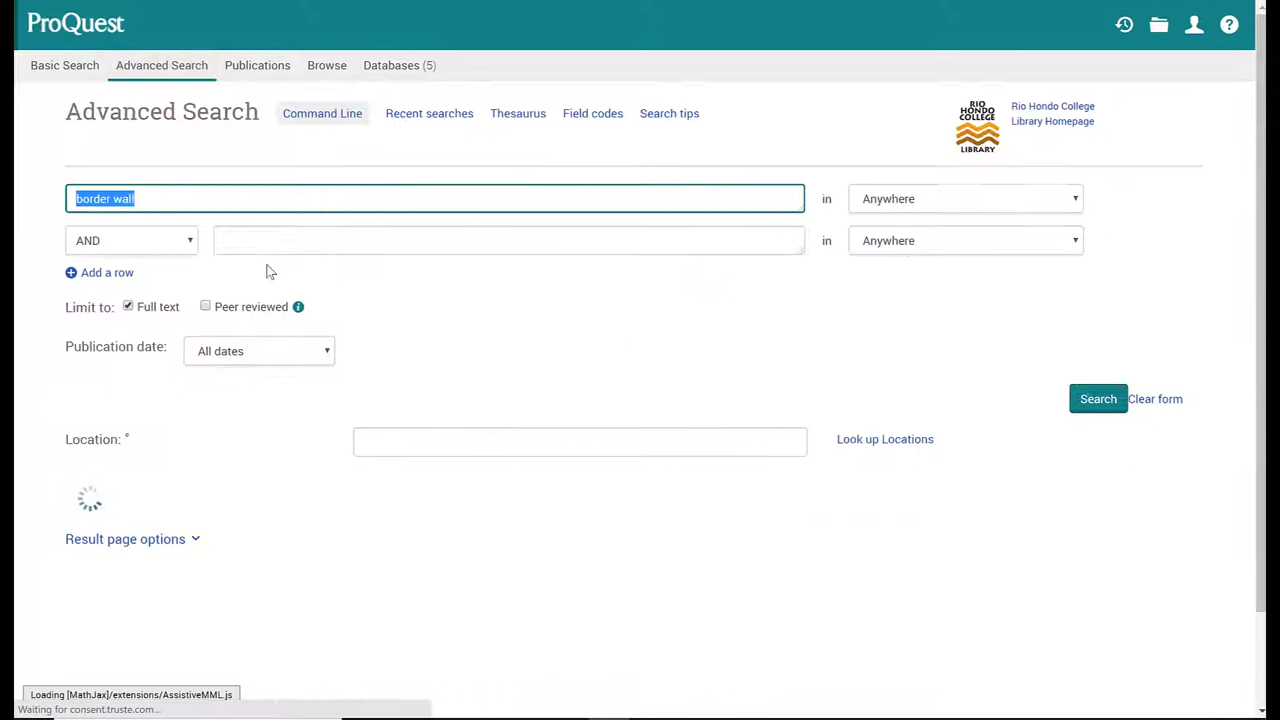 ProQuest
Basic Search Advanced Search Publications Browse Databases (5)
Advanced Search Command Line Recent searches Thesaurus Field codes Search tips
RIO HONDO COLLEGE LIBRARY
Rio Hondo College
Library Homepage
border wall in Anywhere
AND in Anywhere
Add a row
Limit to: Full text Peer reviewed
Publication date: All dates
Search Clear form
Location: * Look up Locations
Result page options
Loading [MathJax]/extensions/AssistiveMML.js
Waiting for consent.truste.com...